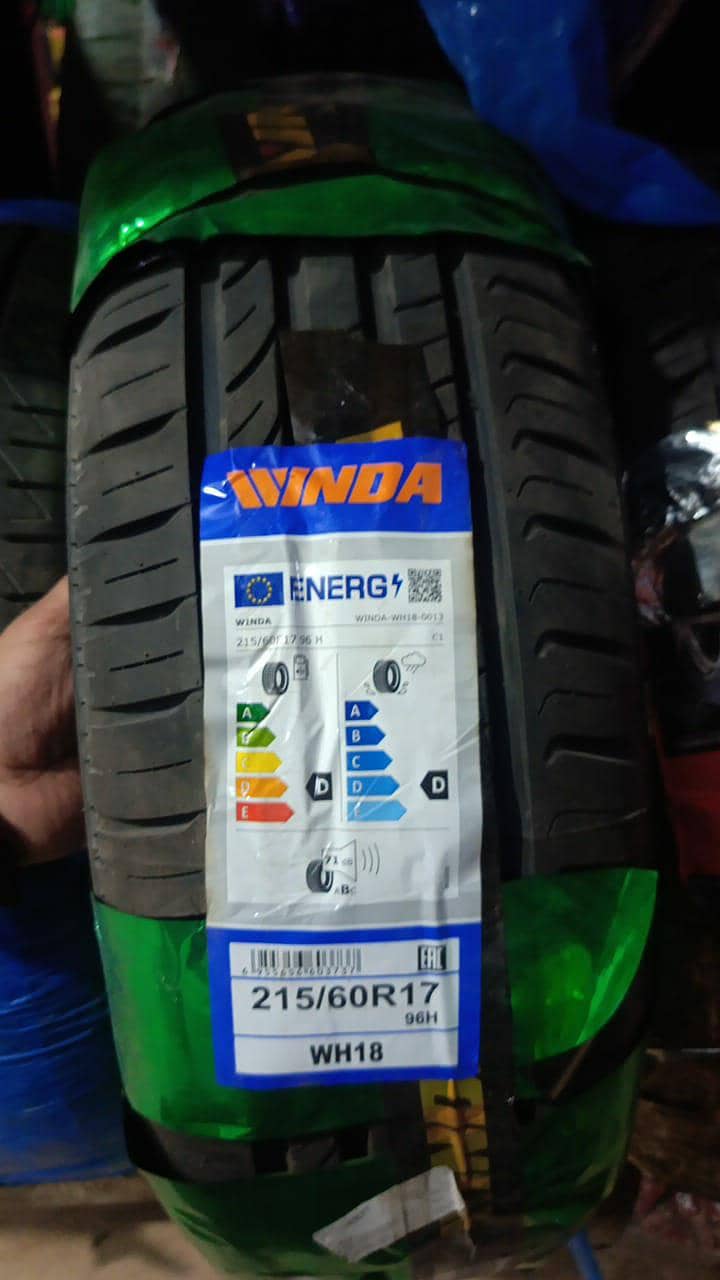 WINDA
ENERG
WINDA WINDA-WH18-0013
215/60R17 96 H C1
A A
B B
C C
D D D D
E E
71 dB
ABC
EAC
215/60R17
96H
WH18